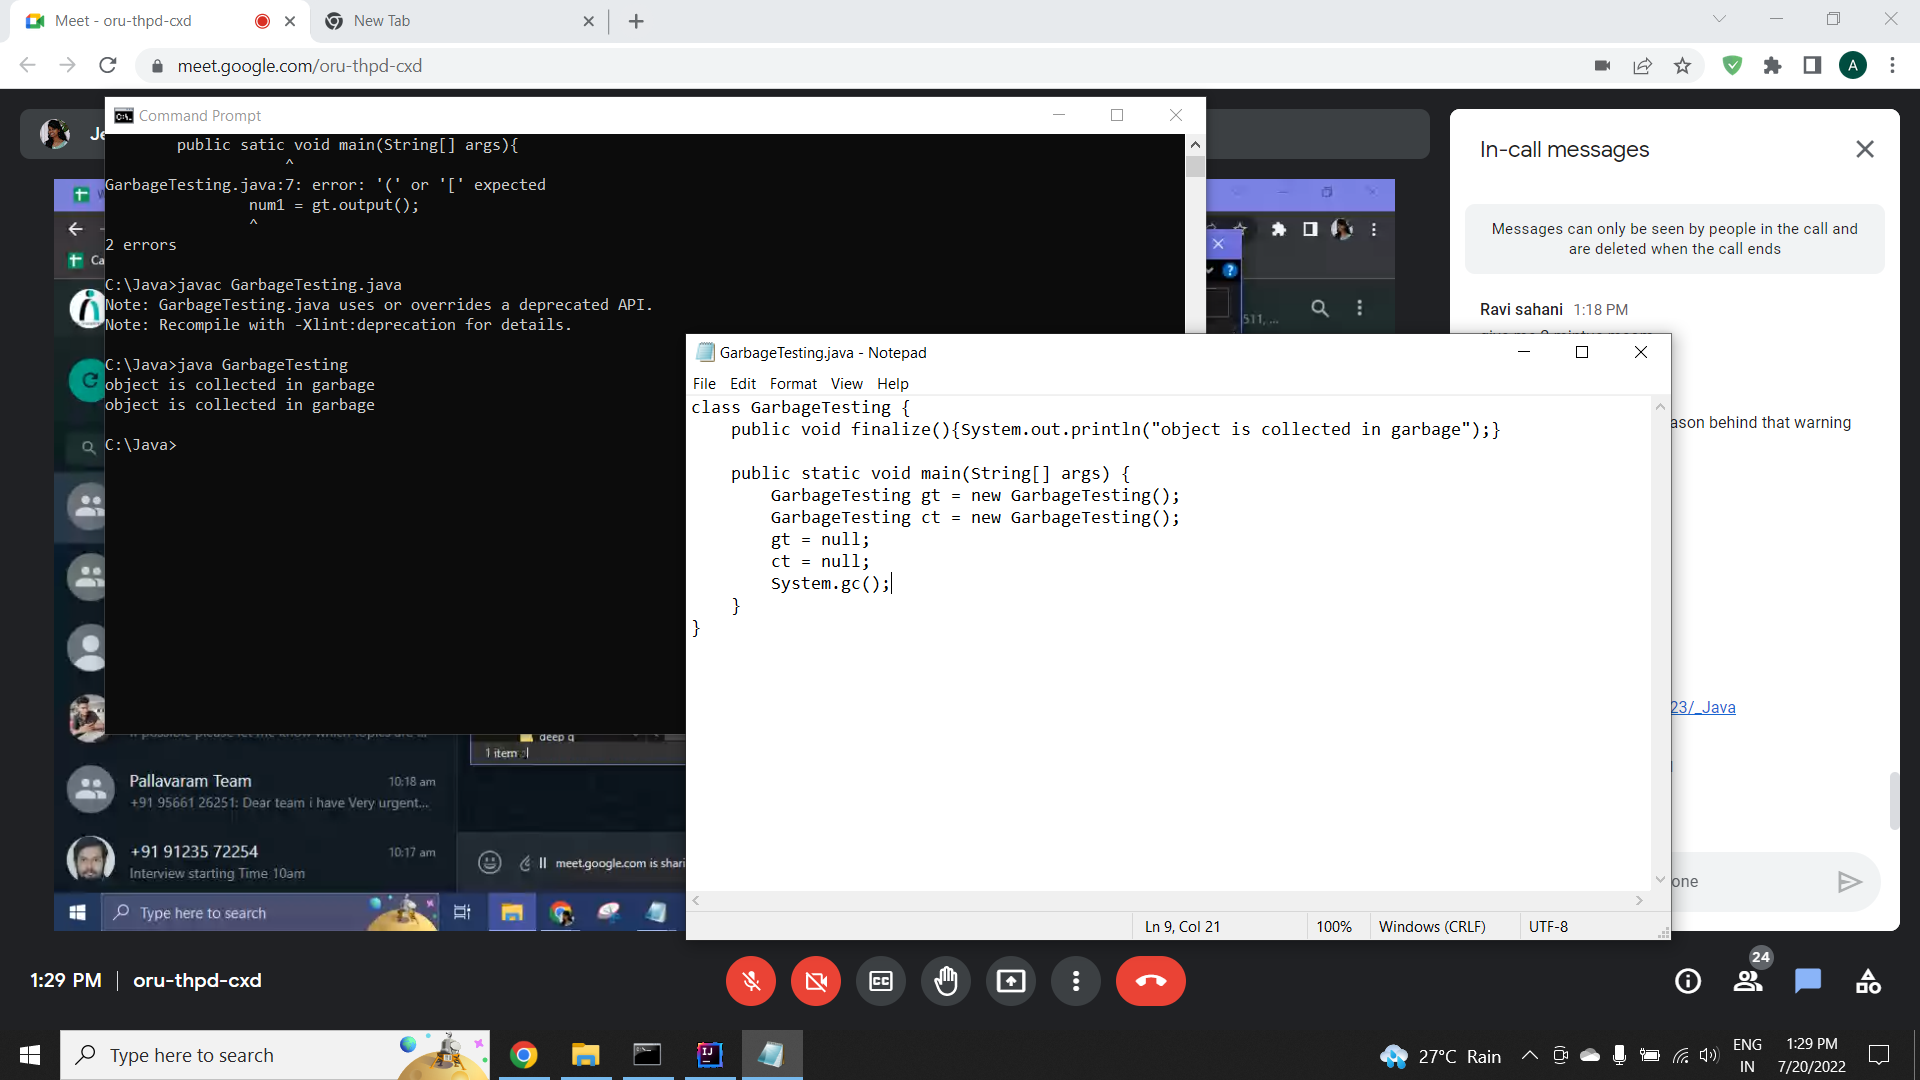 Meet - oru-thpd-cxd
New Tab
meet.google.com/oru-thpd-cxd
A
Command Prompt
public satic void main(String[] args){
^
GarbageTesting.java:7: error: '(' or '[' expected
num1 = gt.output();
^
2 errors
C:\Java>javac GarbageTesting.java
Note: GarbageTesting.java uses or overrides a deprecated API.
Note: Recompile with -Xlint:deprecation for details.
C:\Java>java GarbageTesting
object is collected in garbage
object is collected in garbage
C:\Java>
Je
Ca
511, ...
GarbageTesting.java - Notepad
File Edit Format View Help
class GarbageTesting {
public void finalize(){System.out.println("object is collected in garbage");}
public static void main(String[] args) {
GarbageTesting gt = new GarbageTesting();
GarbageTesting ct = new GarbageTesting();
gt = null;
ct = null;
System.gc();
}
}
Ln 9, Col 21
100%
Windows (CRLF)
UTF-8
In-call messages
Messages can only be seen by people in the call and
are deleted when the call ends
Ravi sahani 1:18 PM
ason behind that warning
23/_Java
one
deep q
1 item
Pallavaram Team 10:18 am
+91 95661 26251: Dear team i have Very urgent...
+91 91235 72254 10:17 am
Interview starting Time 10am
meet.google.com is shari
Type here to search
1:29 PM | oru-thpd-cxd
CC
24
Type here to search
IJ
27°C Rain
ENG
IN
1:29 PM
7/20/2022